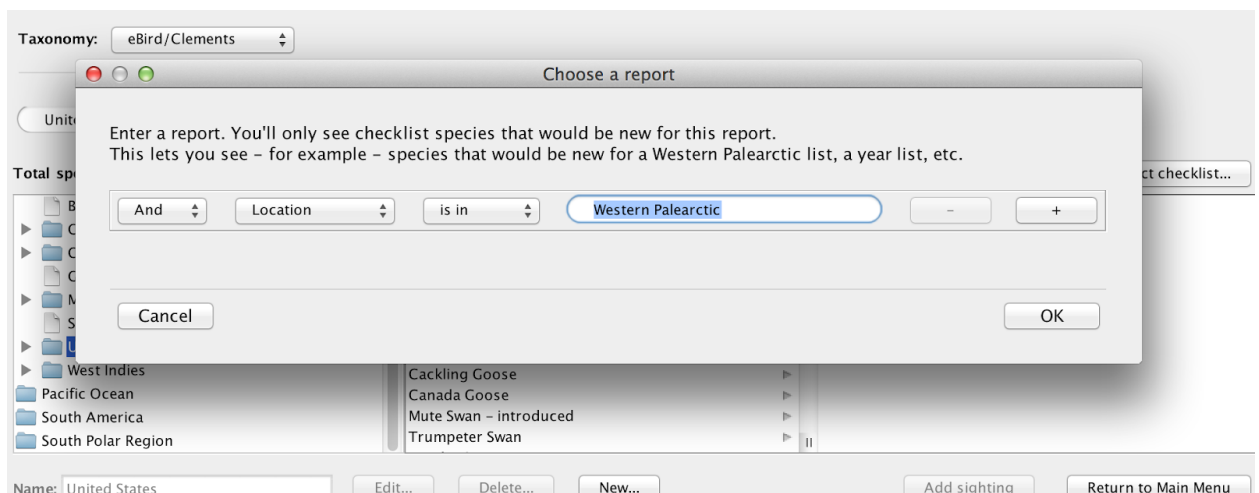 Taxonomy: eBird/Clements
Choose a report
Unit
Enter a report. You'll only see checklist species that would be new for this report.
This lets you see – for example – species that would be new for a Western Palearctic list, a year list, etc.
Total sp
ct checklist...
And Location is in Western Palearctic - +
B
C
C
C
M
S
U
Cancel OK
West Indies
Pacific Ocean
South America
South Polar Region
Cackling Goose
Canada Goose
Mute Swan – introduced
Trumpeter Swan
Name: United States Edit... Delete... New... Add sighting Return to Main Menu